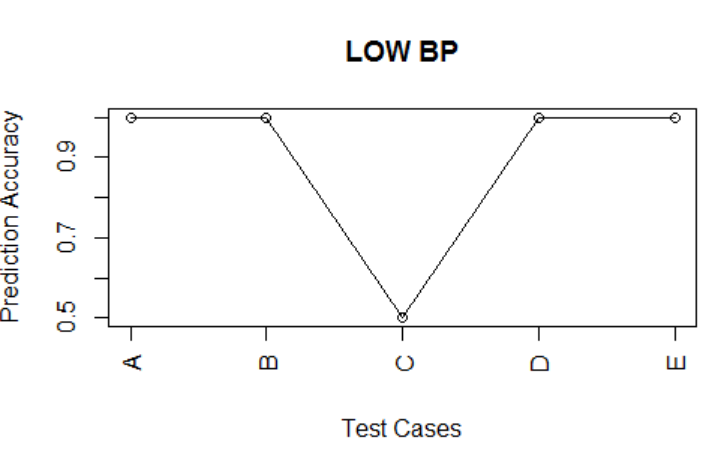 LOW BP
Prediction Accuracy
0.9
0.7
0.5
A B C D E
Test Cases